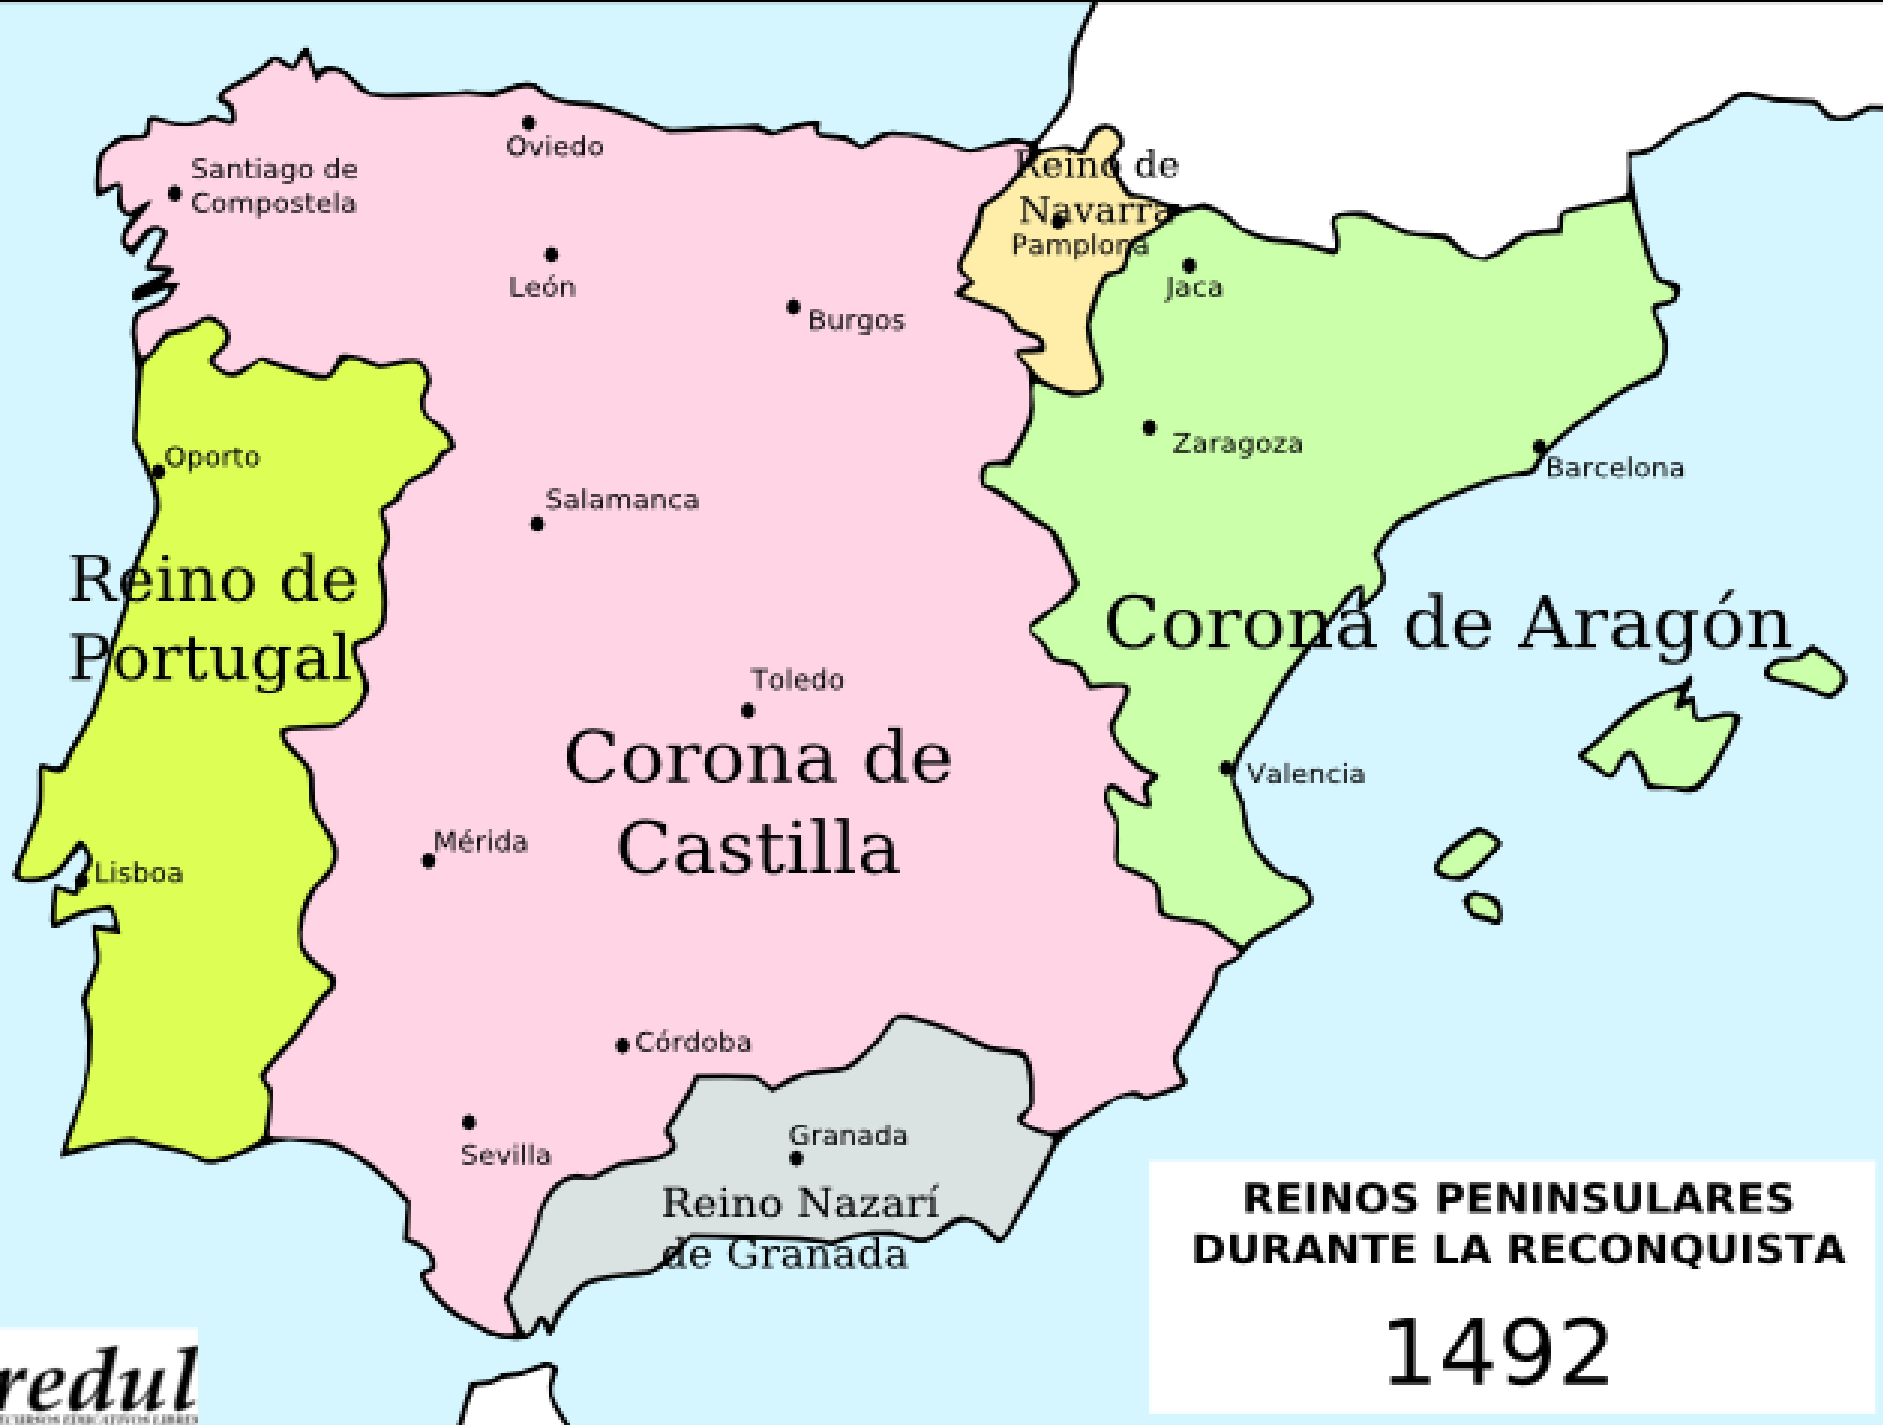 Oviedo
Santiago de
Compostela
Reino de
Navarra
Pamplona
León
Jaca
Burgos
Oporto
Zaragoza
Barcelona
Salamanca
Reino de
Portugal
Corona de Aragón
Toledo
Corona de
Castilla
Valencia
Mérida
Lisboa
Córdoba
Sevilla
Granada
Reino Nazarí
de Granada
REINOS PENINSULARES
DURANTE LA RECONQUISTA
1492
redul
EDUCATIVOS LIBRES